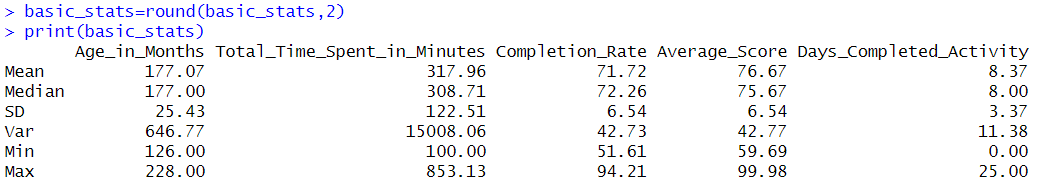 > basic_stats=round(basic_stats,2)
> print(basic_stats)
Age_in_Months Total_Time_Spent_in_Minutes Completion_Rate Average_Score Days_Completed_Activity
Mean 177.07 317.96 71.72 76.67 8.37
Median 177.00 308.71 72.26 75.67 8.00
SD 25.43 122.51 6.54 6.54 3.37
Var 646.77 15008.06 42.73 42.77 11.38
Min 126.00 100.00 51.61 59.69 0.00
Max 228.00 853.13 94.21 99.98 25.00